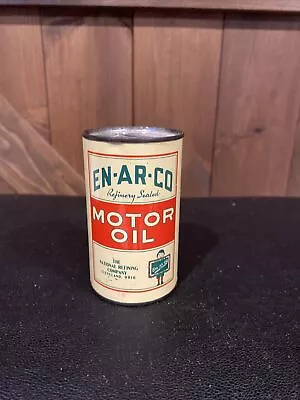 EN-AR-CO
Refinery Sealed
MOTOR
OIL
THE
NATIONAL REFINING
COMPANY
CLEVELAND, OHIO